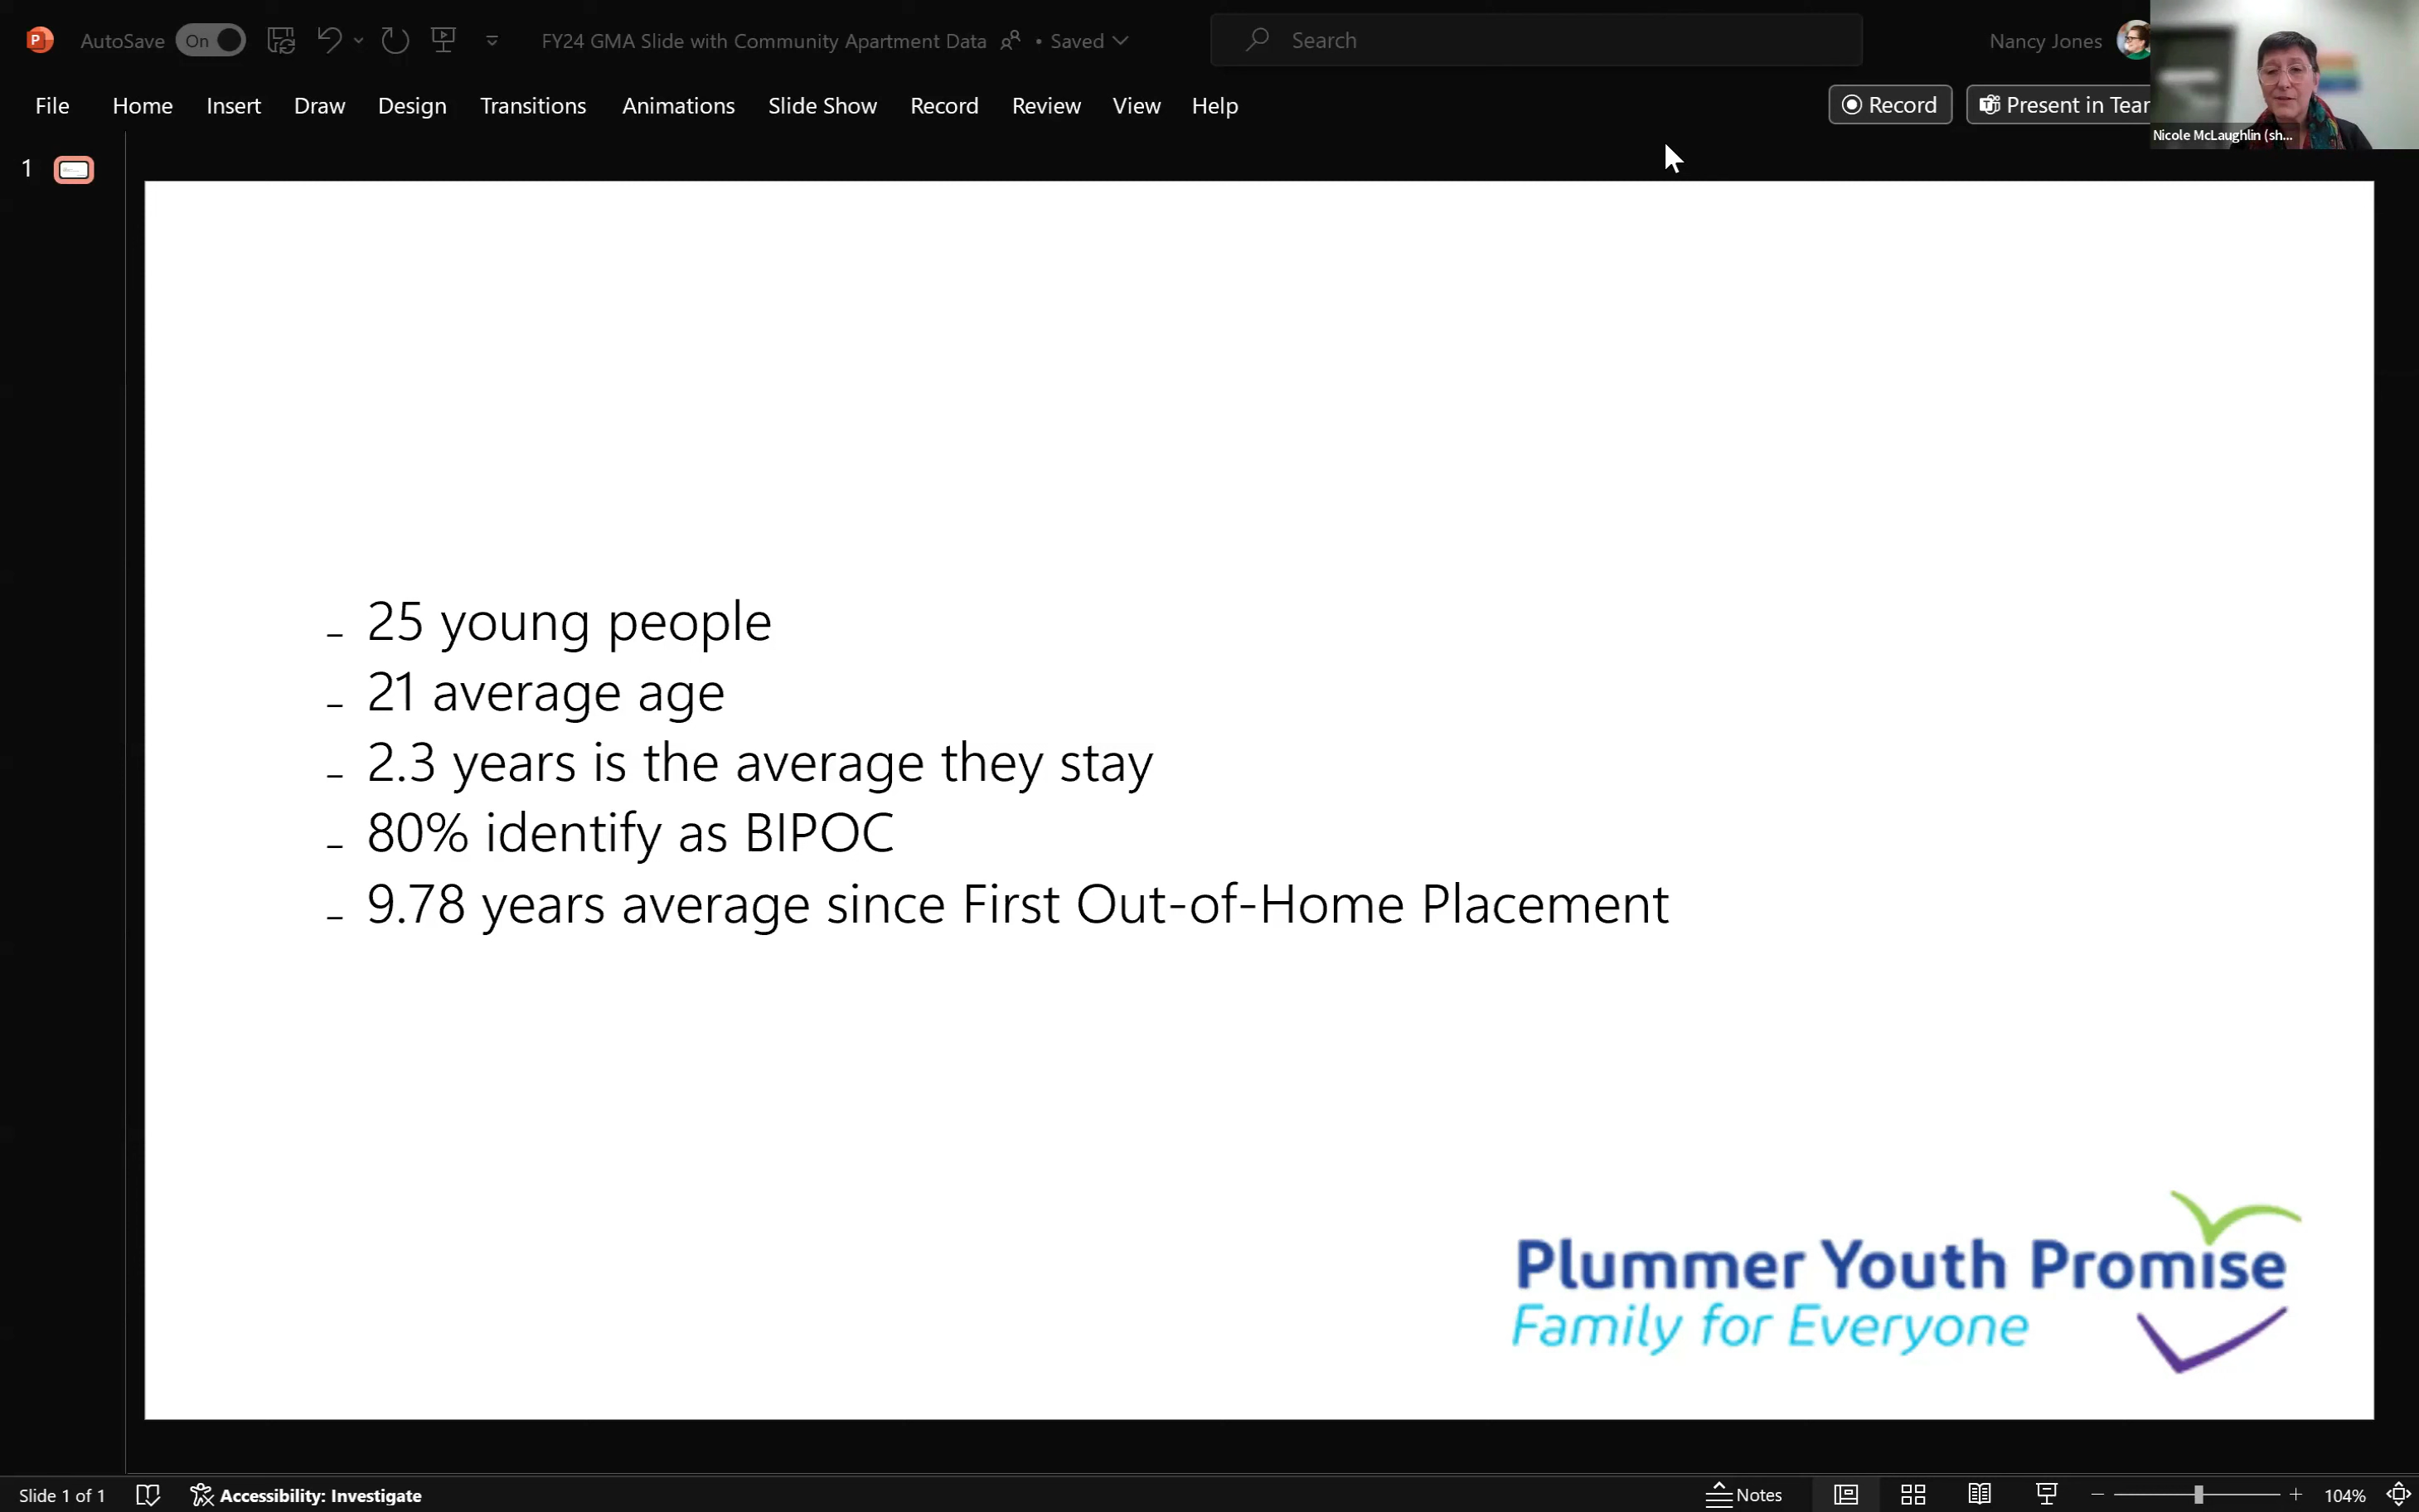 AutoSave On FY24 GMA Slide with Community Apartment Data • Saved Search Nancy Jones
File Home Insert Draw Design Transitions Animations Slide Show Record Review View Help Record Present in Tear
Nicole McLaughlin (sh...
1
– 25 young people
– 21 average age
– 2.3 years is the average they stay
– 80% identify as BIPOC
– 9.78 years average since First Out-of-Home Placement
Plummer Youth Promise
Family for Everyone
Slide 1 of 1 Accessibility: Investigate Notes 104%